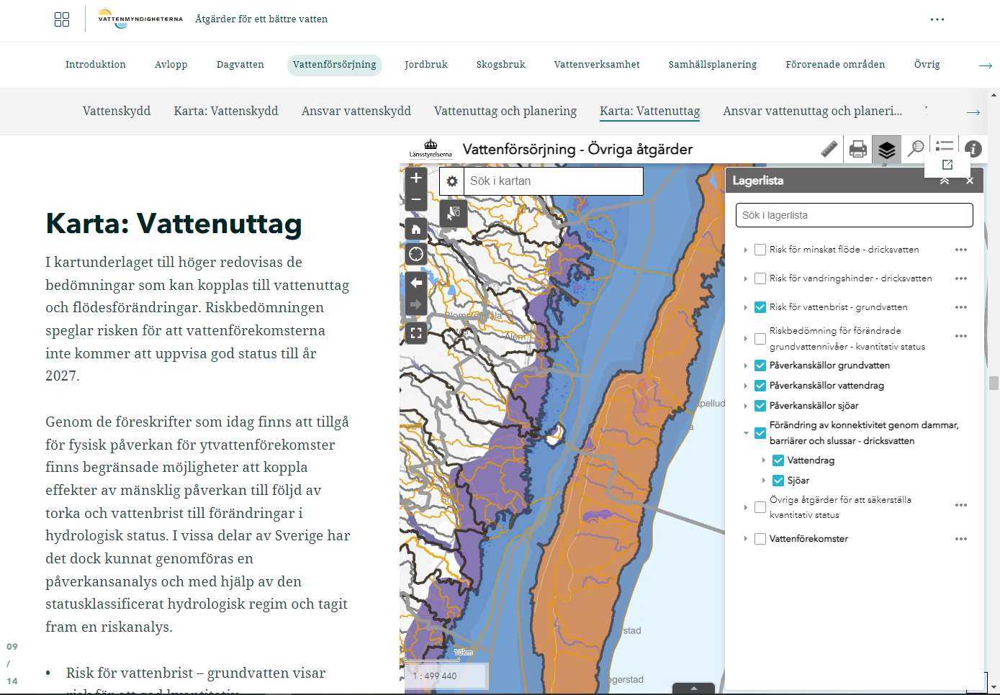 VATTENMYNDIGHETERNA
Åtgärder för ett bättre vatten
Introduktion
Avlopp
Dagvatten
Vattenförsörjning
Jordbruk
Skogsbruk
Vattenverksamhet
Samhällsplanering
Förorenade områden
Övrig
Vattenskydd
Karta: Vattenskydd
Ansvar vattenskydd
Vattenuttag och planering
Karta: Vattenuttag
Ansvar vattenuttag och planeri...
Länsstyrelserna
Vattenförsörjning - Övriga åtgärder
Karta: Vattenuttag
I kartunderlaget till höger redovisas de
bedömningar som kan kopplas till vattenuttag
och flödesförändringar. Riskbedömningen
speglar risken för att vattenförekomsterna
inte kommer att uppvisa god status till år
2027.
Genom de föreskrifter som idag finns att tillgå
för fysisk påverkan för ytvattenförekomster
finns begränsade möjligheter att koppla
effekter av mänsklig påverkan till följd av
torka och vattenbrist till förändringar i
hydrologisk status. I vissa delar av Sverige har
det dock kunnat genomföras en
påverkansanalys och med hjälp av den
statusklassificerat hydrologisk regim och tagit
fram en riskanalys.
• Risk för vattenbrist – grundvatten visar
09
/
14
Sök i kartan
Ålem
apellud
rstad
egerstad
10km
1 : 499 440
Lagerlista
Sök i lagerlista
Risk för minskat flöde - dricksvatten
Risk för vandringshinder - dricksvatten
Risk för vattenbrist - grundvatten
Riskbedömning för förändrade
grundvattennivåer - kvantitativ status
Påverkanskällor grundvatten
Påverkanskällor vattendrag
Påverkanskällor sjöar
Förändring av konnektivitet genom dammar,
barriärer och slussar - dricksvatten
Vattendrag
Sjöar
Övriga åtgärder för att säkerställa
kvantitativ status
Vattenförekomster